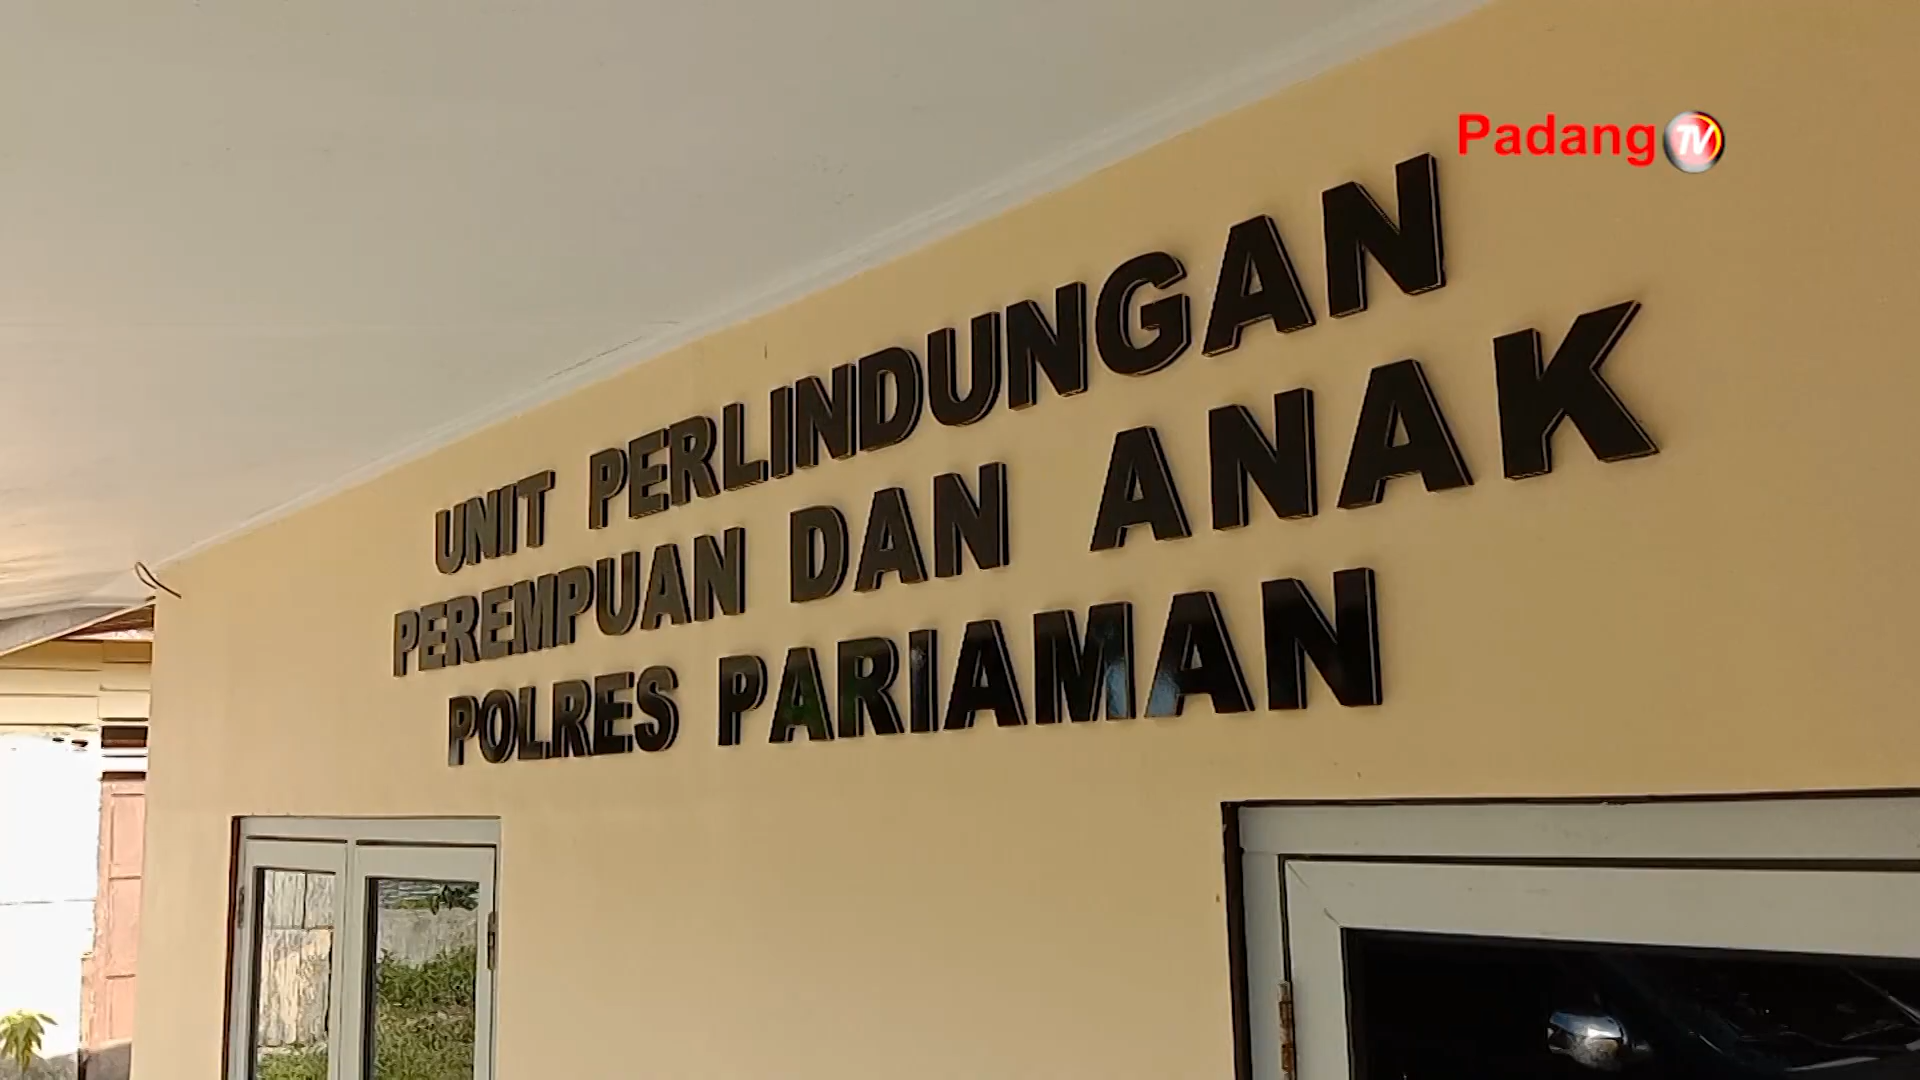 Padang TV
UNIT PERLINDUNGAN
PEREMPUAN DAN ANAK
POLRES PARIAMAN